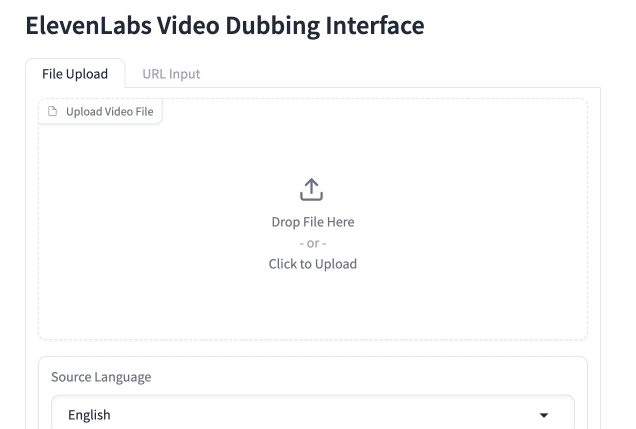 ElevenLabs Video Dubbing Interface
File Upload URL Input
Upload Video File
Drop File Here
- or -
Click to Upload
Source Language
English